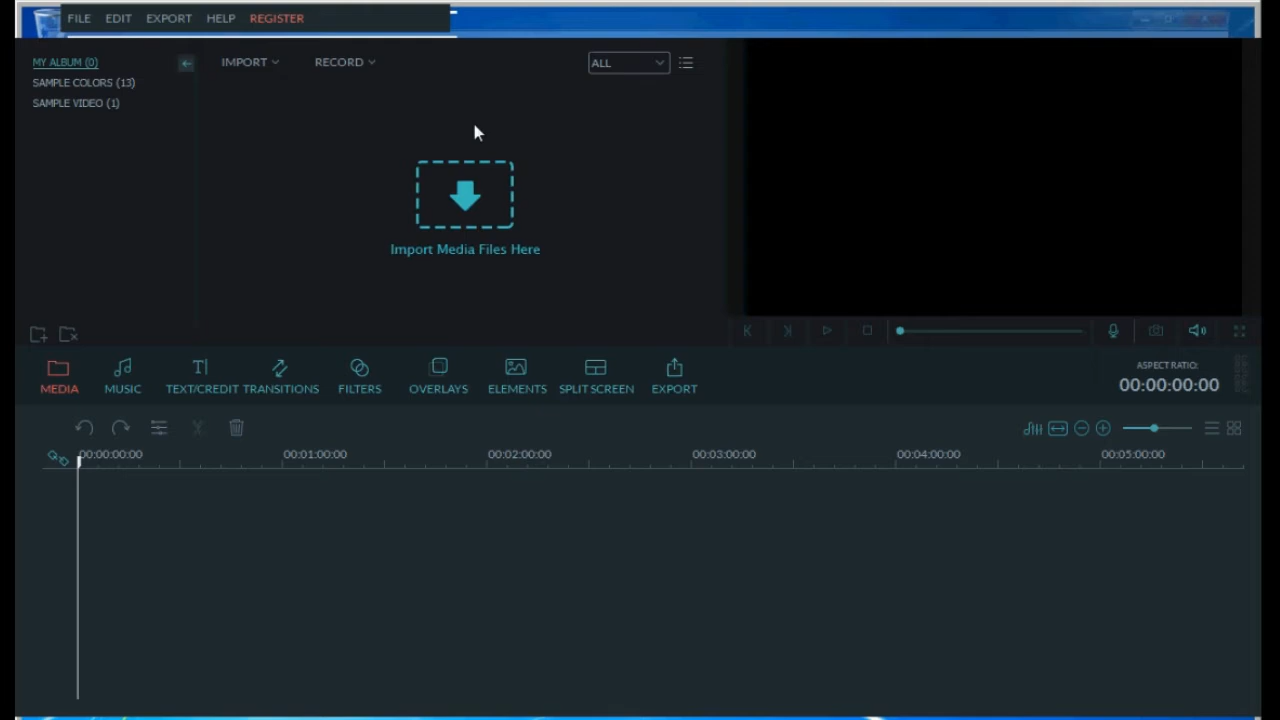 FILE EDIT EXPORT HELP REGISTER
MY ALBUM (0)
SAMPLE COLORS (13)
SAMPLE VIDEO (1)
IMPORT RECORD ALL
Import Media Files Here
MEDIA MUSIC TEXT/CREDIT TRANSITIONS FILTERS OVERLAYS ELEMENTS SPLIT SCREEN EXPORT
ASPECT RATIO:
00:00:00:00
00:00:00:00 00:01:00:00 00:02:00:00 00:03:00:00 00:04:00:00 00:05:00:00